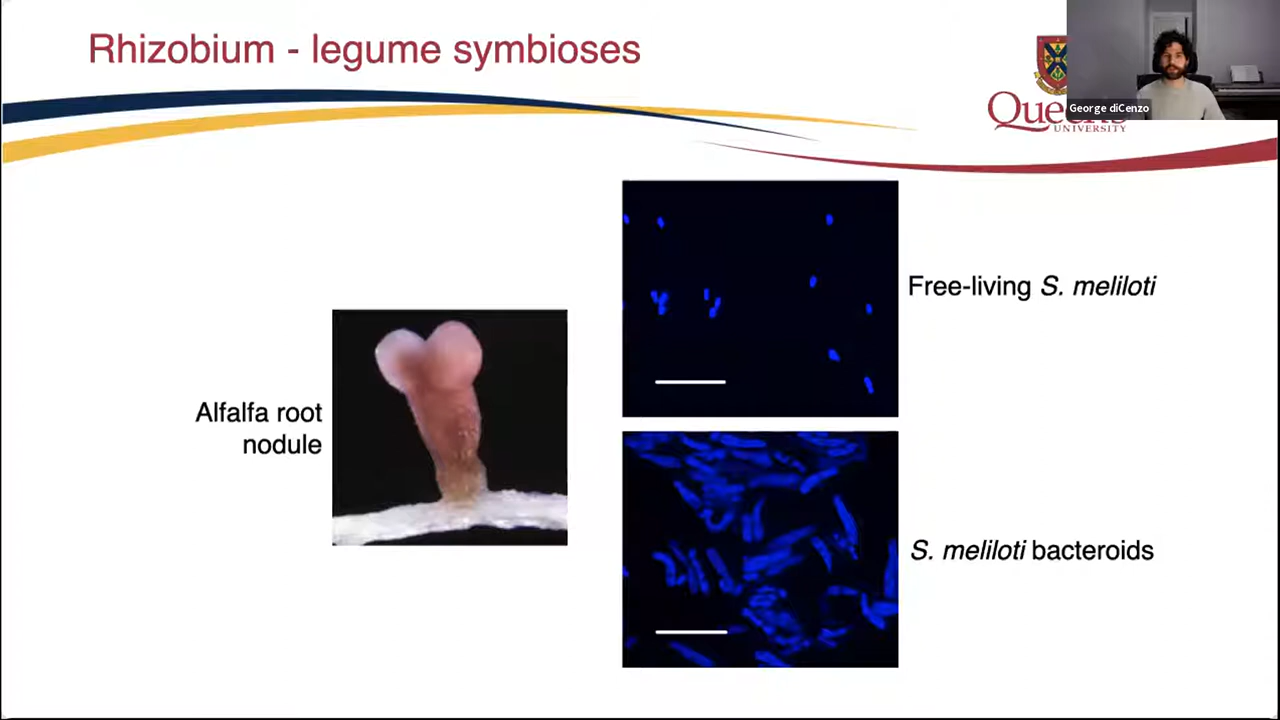 Rhizobium - legume symbioses
George diCenzo
Queen's
UNIVERSITY
Free-living S. meliloti
Alfalfa root
nodule
S. meliloti bacteroids